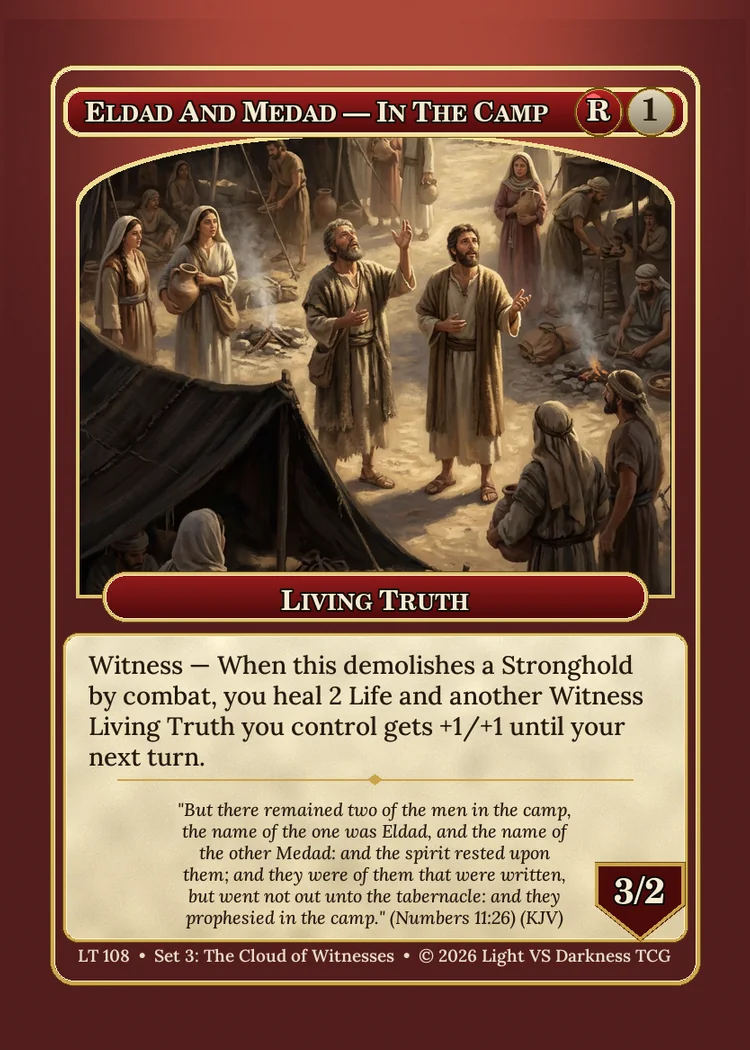 Eldad And Medad — In The Camp R 1
Living Truth
Witness — When this demolishes a Stronghold
by combat, you heal 2 Life and another Witness
Living Truth you control gets +1/+1 until your
next turn.
"But there remained two of the men in the camp,
the name of the one was Eldad, and the name of
the other Medad: and the spirit rested upon
them; and they were of them that were written,
but went not out unto the tabernacle: and they
prophesied in the camp." (Numbers 11:26) (KJV)
3/2
LT 108 • Set 3: The Cloud of Witnesses • © 2026 Light VS Darkness TCG